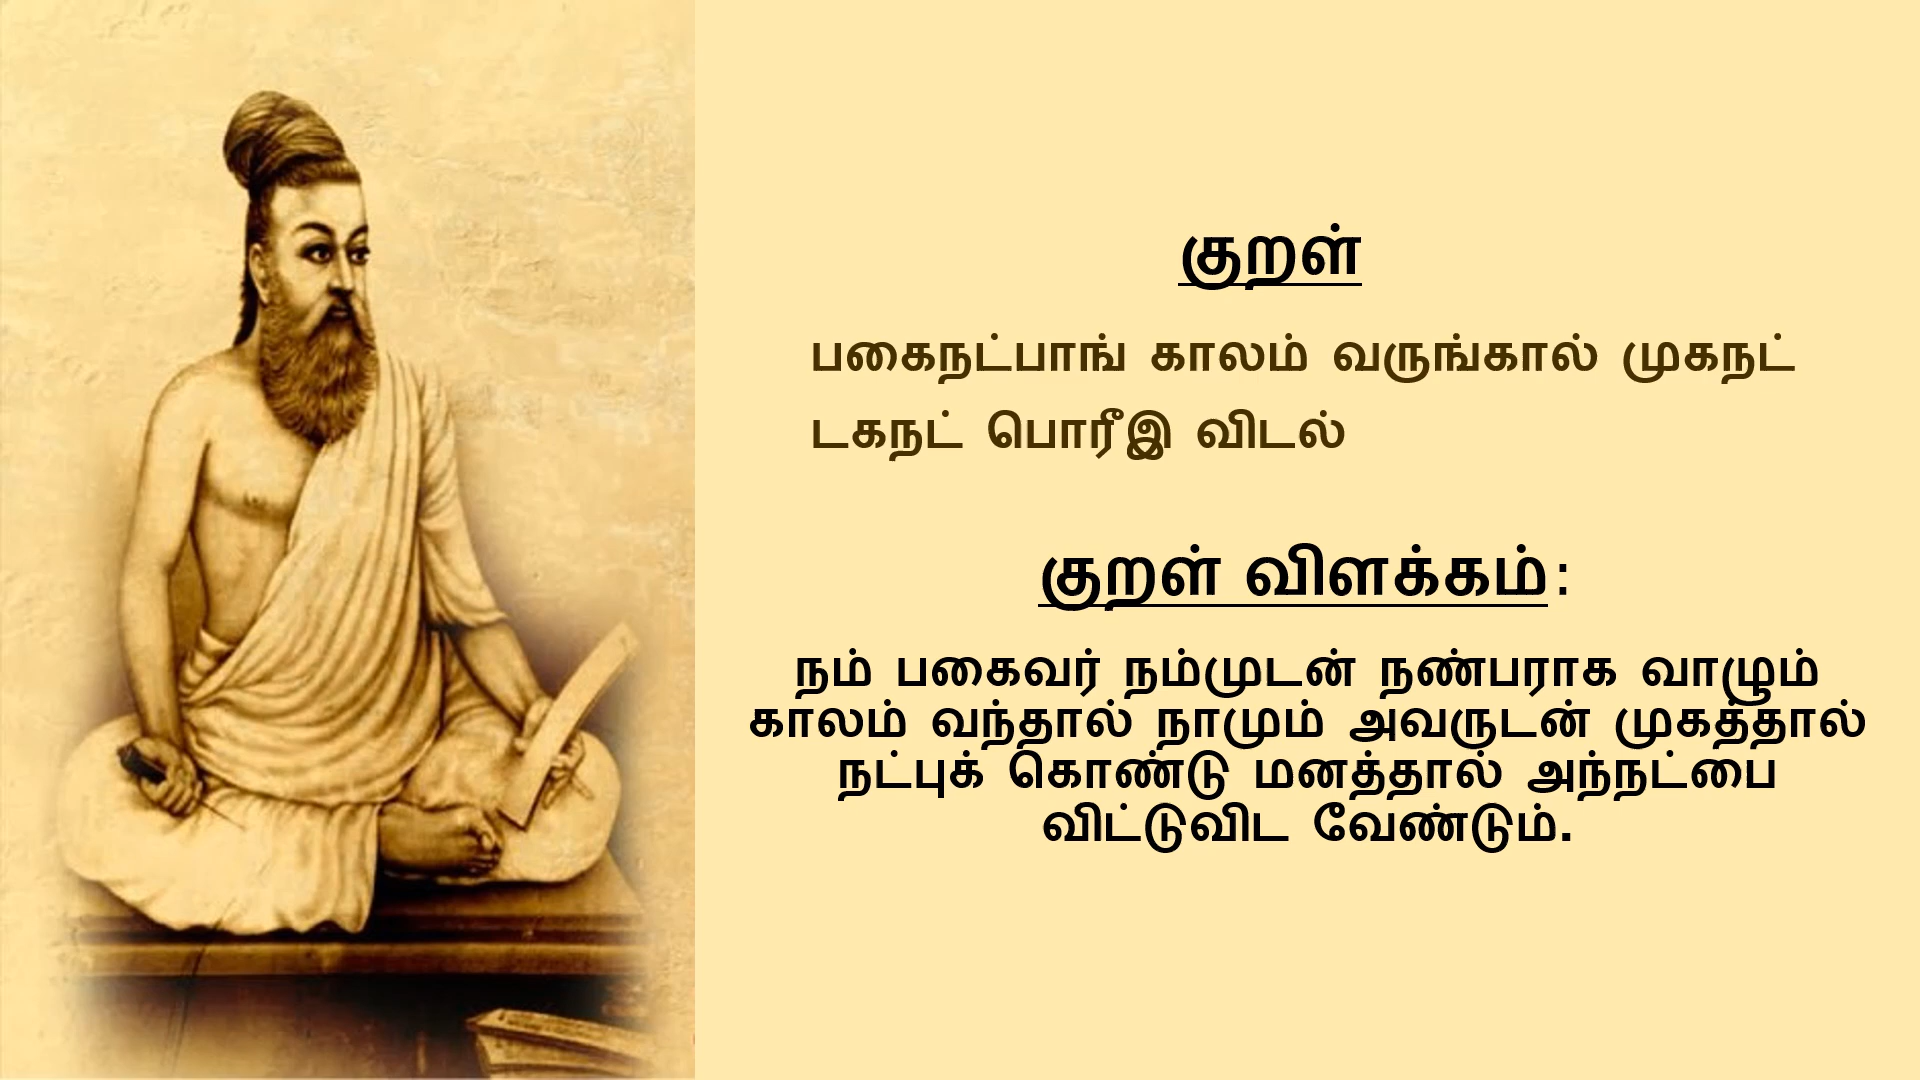 குறள்
பகைநட்பாங் காலம் வருங்கால் முகநட்
டகநட் பொரீஇ விடல்
குறள் விளக்கம்:
நம் பகைவர் நம்முடன் நண்பராக வாழும்
காலம் வந்தால் நாமும் அவருடன் முகத்தால்
நட்புக் கொண்டு மனத்தால் அந்நட்பை
விட்டுவிட வேண்டும்.